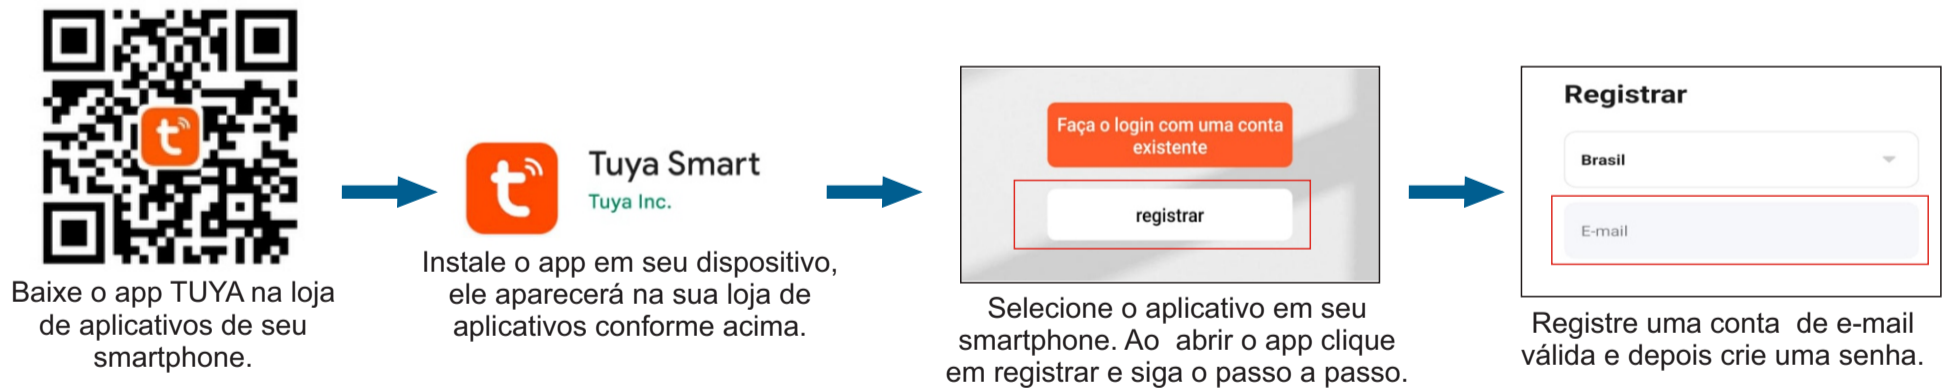 Baixe o app TUYA na loja
de aplicativos de seu
smartphone.
Tuya Smart
Tuya Inc.
Instale o app em seu dispositivo,
ele aparecerá na sua loja de
aplicativos conforme acima.
Faça o login com uma conta
existente
registrar
Selecione o aplicativo em seu
smartphone. Ao abrir o app clique
em registrar e siga o passo a passo.
Registrar
Brasil
E-mail
Registre uma conta de e-mail
válida e depois crie uma senha.